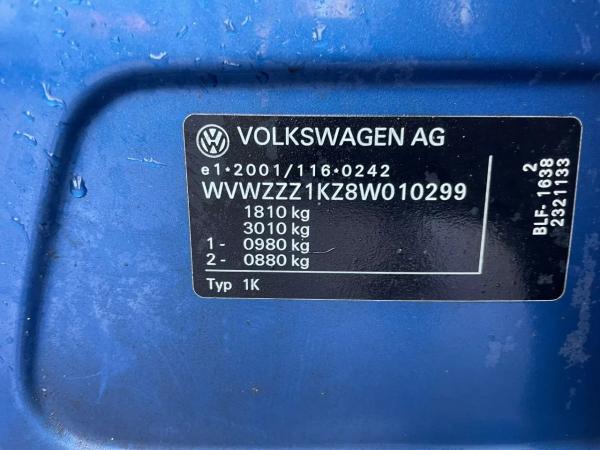 VOLKSWAGEN AG
e1*2001/116*0242
WVWZZZ1KZ8W010299
1810 kg
3010 kg
1- 0980 kg
2- 0880 kg
Typ 1K
2
BLF- 1638
2321133